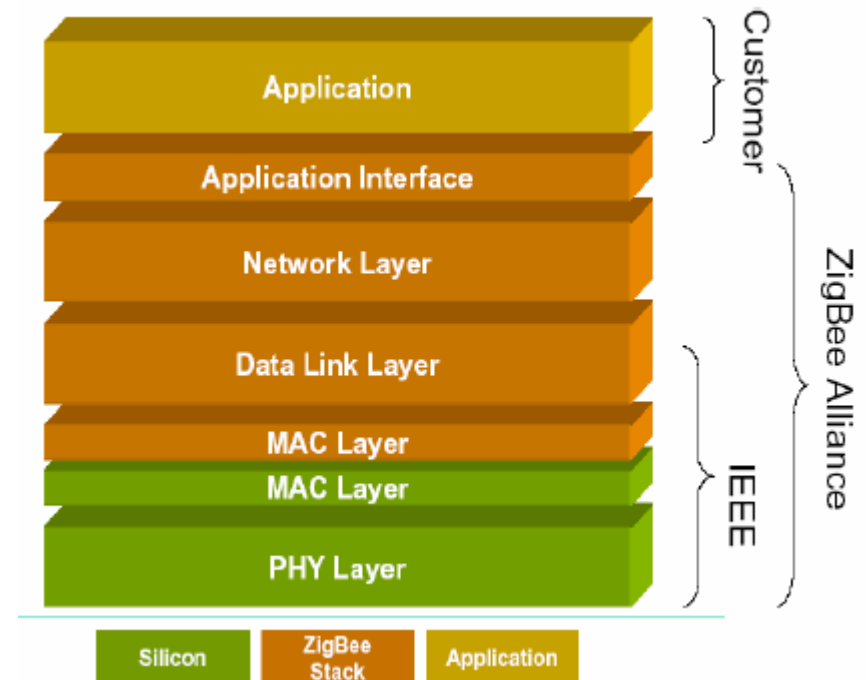 Application
Application Interface
Network Layer
Data Link Layer
MAC Layer
MAC Layer
PHY Layer
Customer
IEEE
ZigBee Alliance
Silicon
ZigBee
Stack
Application